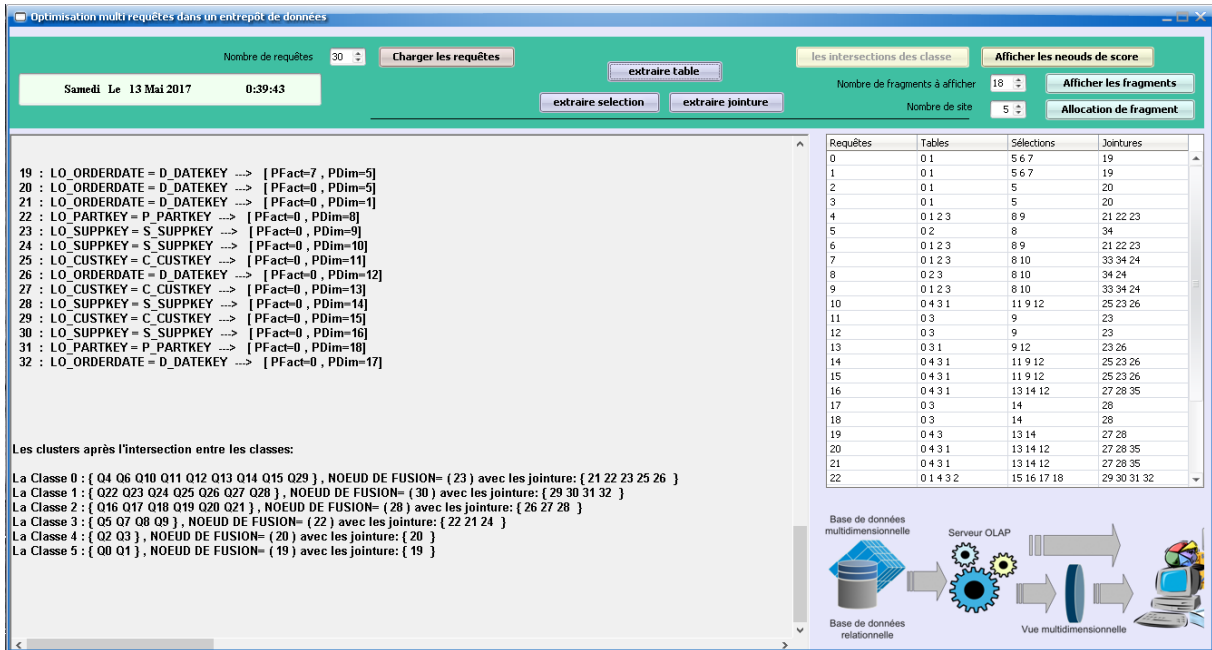 Optimisation multi requêtes dans un entrepôt de données
Nombre de requêtes 30 Charger les requêtes
les intersections des classe Afficher les neouds de score
extraire table
Nombre de fragments à afficher 18 Afficher les fragments
Samedi Le 13 Mai 2017 0:39:43
extraire selection extraire jointure
Nombre de site 5 Allocation de fragment
19 : LO_ORDERDATE = D_DATEKEY ---> [ PFact=7 , PDim=5]
20 : LO_ORDERDATE = D_DATEKEY ---> [ PFact=0 , PDim=5]
21 : LO_ORDERDATE = D_DATEKEY ---> [ PFact=0 , PDim=1]
22 : LO_PARTKEY = P_PARTKEY ---> [ PFact=0 , PDim=8]
23 : LO_SUPPKEY = S_SUPPKEY ---> [ PFact=0 , PDim=9]
24 : LO_SUPPKEY = S_SUPPKEY ---> [ PFact=0 , PDim=10]
25 : LO_CUSTKEY = C_CUSTKEY ---> [ PFact=0 , PDim=11]
26 : LO_ORDERDATE = D_DATEKEY ---> [ PFact=0 , PDim=12]
27 : LO_CUSTKEY = C_CUSTKEY ---> [ PFact=0 , PDim=13]
28 : LO_SUPPKEY = S_SUPPKEY ---> [ PFact=0 , PDim=14]
29 : LO_CUSTKEY = C_CUSTKEY ---> [ PFact=0 , PDim=15]
30 : LO_SUPPKEY = S_SUPPKEY ---> [ PFact=0 , PDim=16]
31 : LO_PARTKEY = P_PARTKEY ---> [ PFact=0 , PDim=18]
32 : LO_ORDERDATE = D_DATEKEY ---> [ PFact=0 , PDim=17]
Les clusters après l'intersection entre les classes:
La Classe 0 : { Q4 Q6 Q10 Q11 Q12 Q13 Q14 Q15 Q29 } , NOEUD DE FUSION= ( 23 ) avec les jointure: { 21 22 23 25 26 }
La Classe 1 : { Q22 Q23 Q24 Q25 Q26 Q27 Q28 } , NOEUD DE FUSION= ( 30 ) avec les jointure: { 29 30 31 32 }
La Classe 2 : { Q16 Q17 Q18 Q19 Q20 Q21 } , NOEUD DE FUSION= ( 28 ) avec les jointure: { 26 27 28 }
La Classe 3 : { Q5 Q7 Q8 Q9 } , NOEUD DE FUSION= ( 22 ) avec les jointure: { 22 21 24 }
La Classe 4 : { Q2 Q3 } , NOEUD DE FUSION= ( 20 ) avec les jointure: { 20 }
La Classe 5 : { Q0 Q1 } , NOEUD DE FUSION= ( 19 ) avec les jointure: { 19 }
Requêtes Tables Sélections Jointures
0 0 1 5 6 7 19
1 0 1 5 6 7 19
2 0 1 5 20
3 0 1 5 20
4 0 1 2 3 8 9 21 22 23
5 0 2 8 34
6 0 1 2 3 8 9 21 22 23
7 0 1 2 3 8 10 33 34 24
8 0 2 3 8 10 34 24
9 0 1 2 3 8 10 33 34 24
10 0 4 3 1 11 9 12 25 23 26
11 0 3 9 23
12 0 3 9 23
13 0 3 1 9 12 23 26
14 0 4 3 1 11 9 12 25 23 26
15 0 4 3 1 11 9 12 25 23 26
16 0 4 3 1 13 14 12 27 28 35
17 0 3 14 28
18 0 3 14 28
19 0 4 3 13 14 27 28
20 0 4 3 1 13 14 12 27 28 35
21 0 4 3 1 13 14 12 27 28 35
22 0 1 4 3 2 15 16 17 18 29 30 31 32
Base de données
multidimensionnelle
Serveur OLAP
Base de données
relationnelle
Vue multidimensionnelle